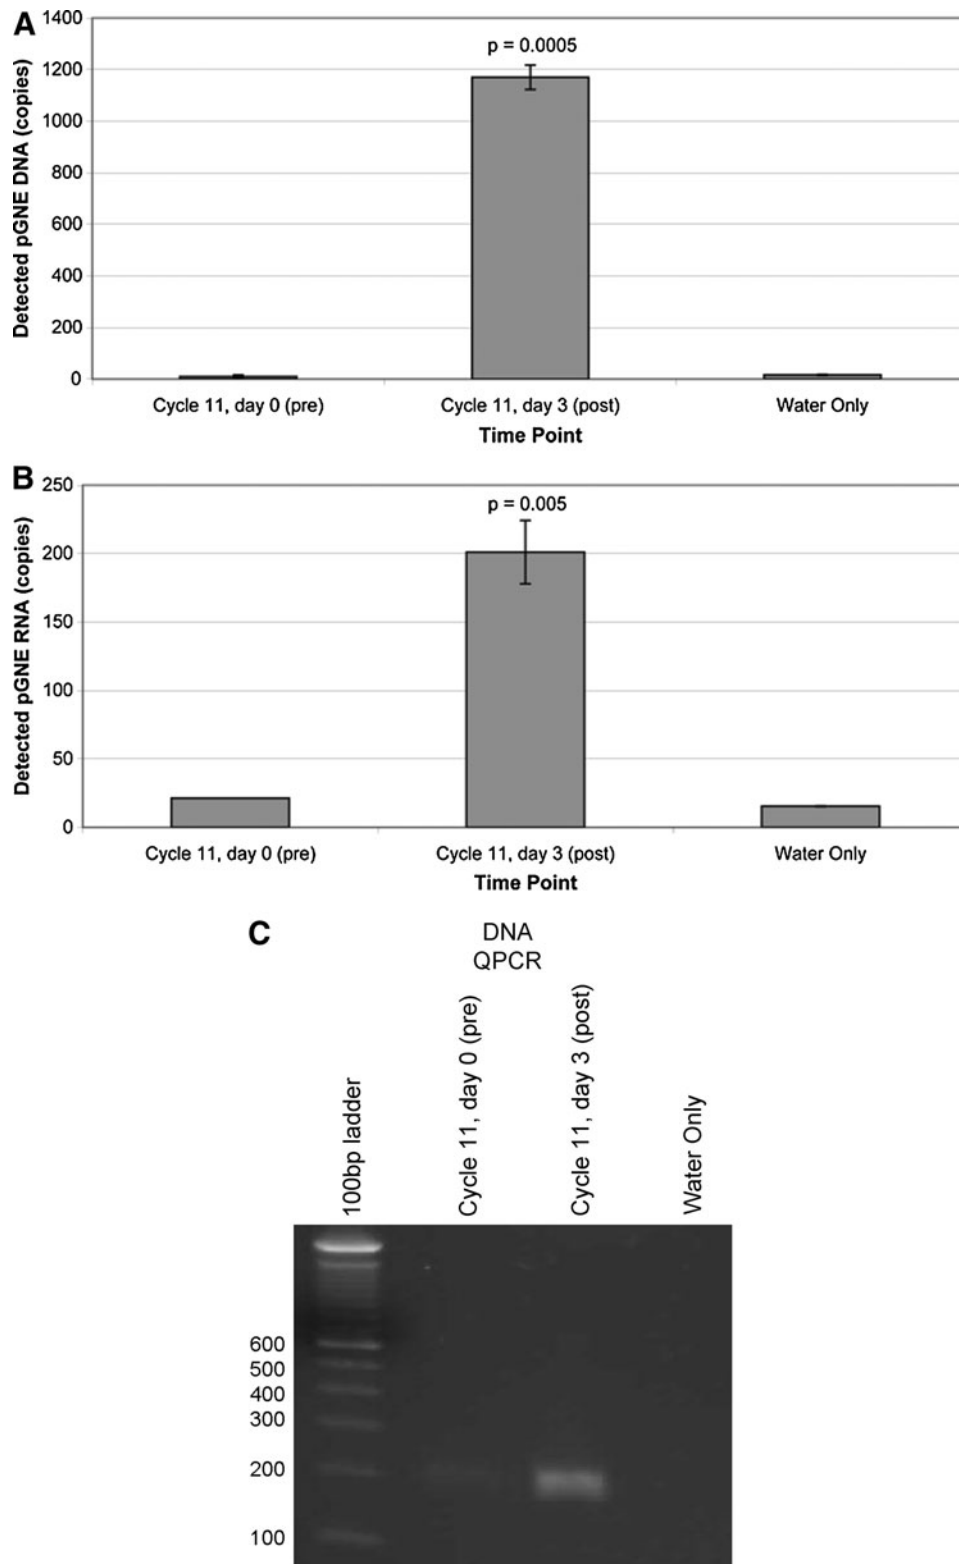 A
1400
1200
1000
800
600
400
200
0
Detected pGNE DNA (copies)
p = 0.0005
Cycle 11, day 0 (pre)
Cycle 11, day 3 (post)
Water Only
Time Point
B
250
200
150
100
50
0
Detected pGNE RNA (copies)
p = 0.005
Cycle 11, day 0 (pre)
Cycle 11, day 3 (post)
Water Only
Time Point
C
DNA
QPCR
100bp ladder
Cycle 11, day 0 (pre)
Cycle 11, day 3 (post)
Water Only
600
500
400
300
200
100